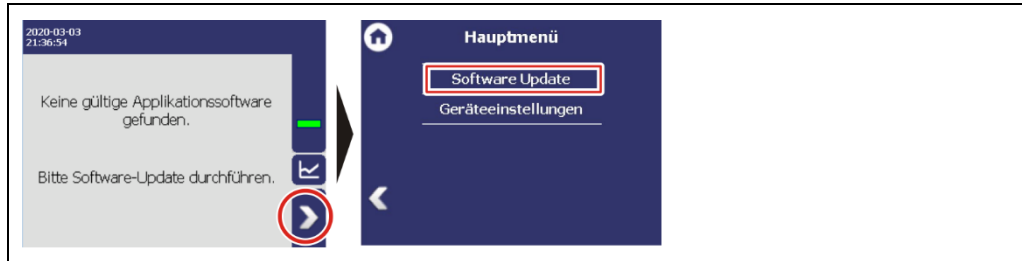 2020-03-03
21:36:54
Keine gültige Applikationssoftware
gefunden.
Bitte Software-Update durchführen.
Hauptmenü
Software Update
Geräteeinstellungen